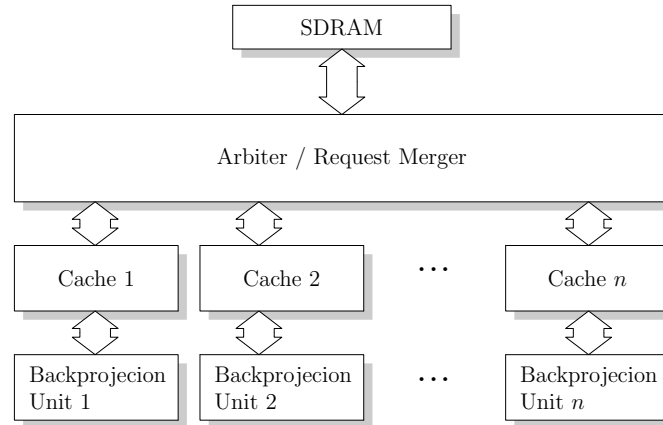 SDRAM
Arbiter / Request Merger
Cache 1
Cache 2
...
Cache n
Backprojecion
Unit 1
Backprojecion
Unit 2
...
Backprojecion
Unit n